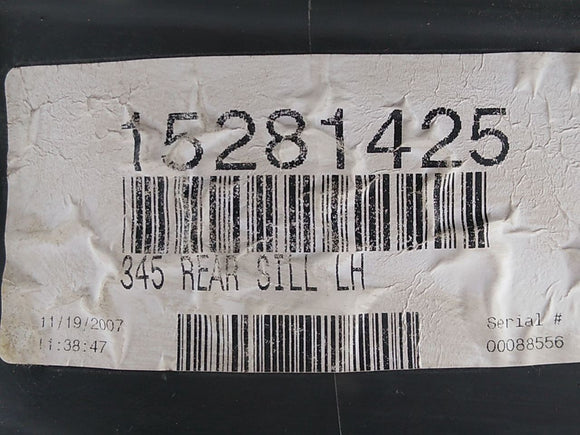 15281425
345 REAR SILL LH
11/19/2007
11:38:47
Serial #
00088556